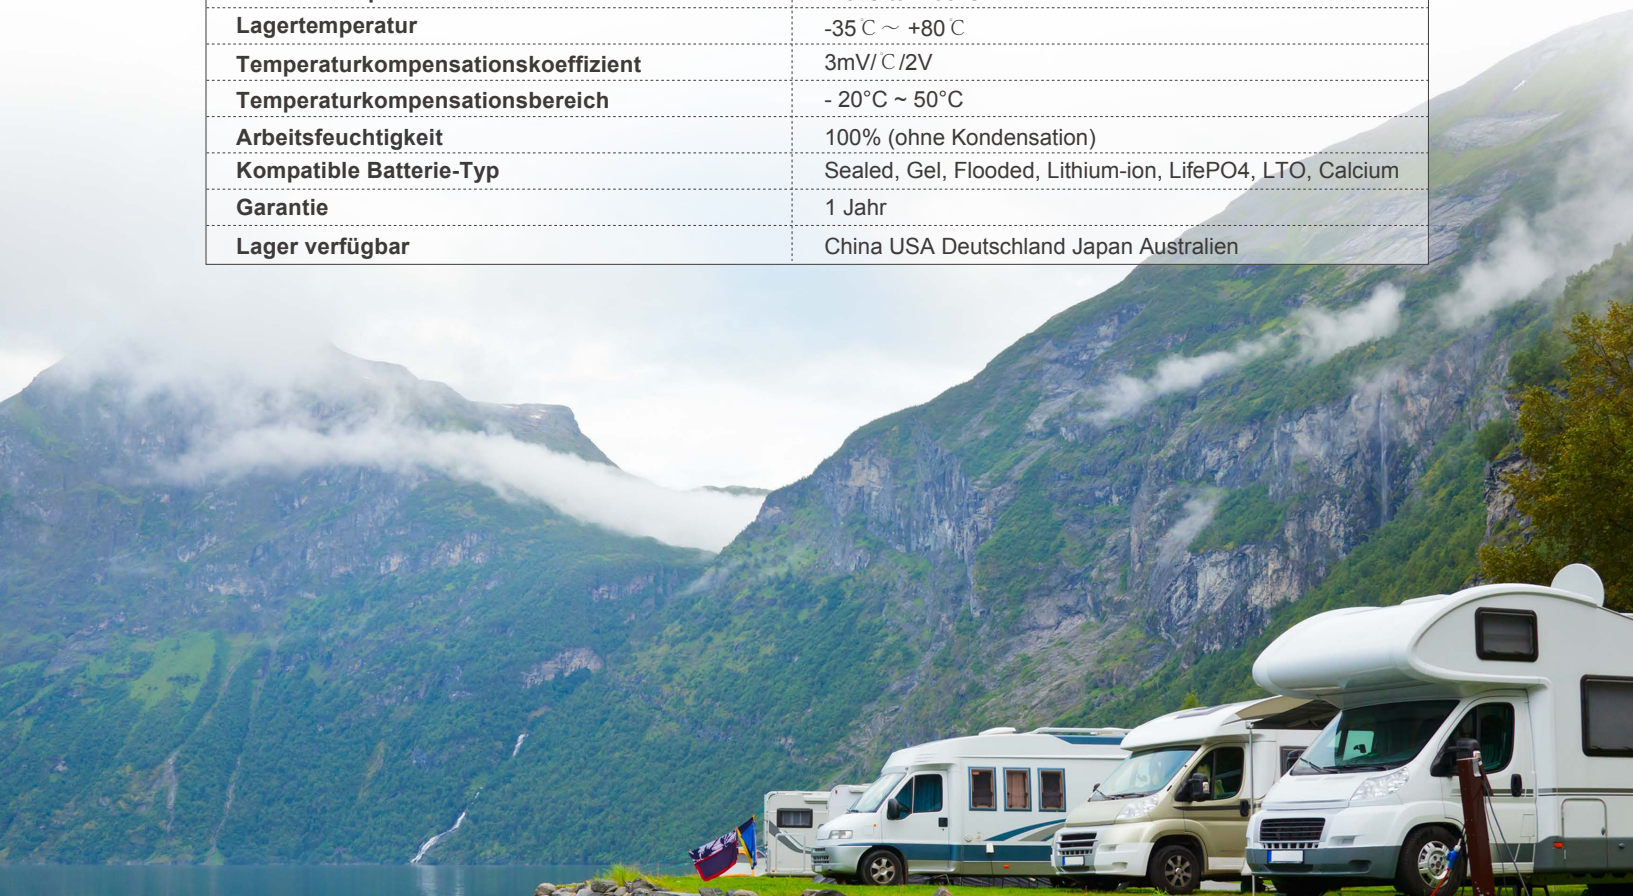 Lagertemperatur -35℃ ~ +80℃
Temperaturkompensationskoeffizient 3mV/℃/2V
Temperaturkompensationsbereich - 20°C ~ 50°C
Arbeitsfeuchtigkeit 100% (ohne Kondensation)
Kompatible Batterie-Typ Sealed, Gel, Flooded, Lithium-ion, LifePO4, LTO, Calcium
Garantie 1 Jahr
Lager verfügbar China USA Deutschland Japan Australien